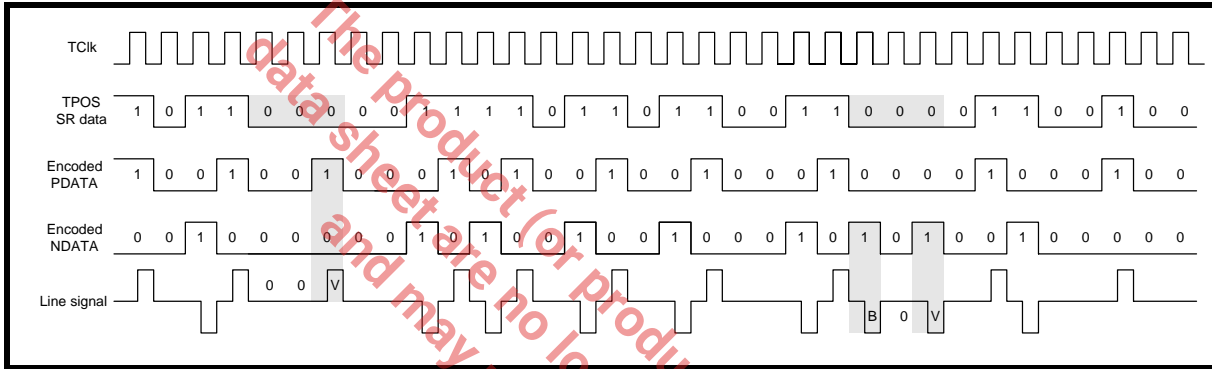 TClk
TPOS
SR data
1 0 1 1 0 0 0 0 0 1 1 1 1 0 1 1 0 1 1 0 0 1 1 0 0 0 0 1 1 0 0 1 0 0
Encoded
PDATA
1 0 0 1 0 0 1 0 0 0 1 0 1 0 0 1 0 0 1 0 0 0 1 0 0 0 0 1 0 0 0 1 0 0
Encoded
NDATA
0 0 1 0 0 0 0 0 0 1 0 1 0 0 1 0 0 1 0 0 0 1 0 1 0 1 0 0 1 0 0 0 0 0
Line signal
0 0 V
B 0 V
The product (or produ
data sheet are no lo
and may